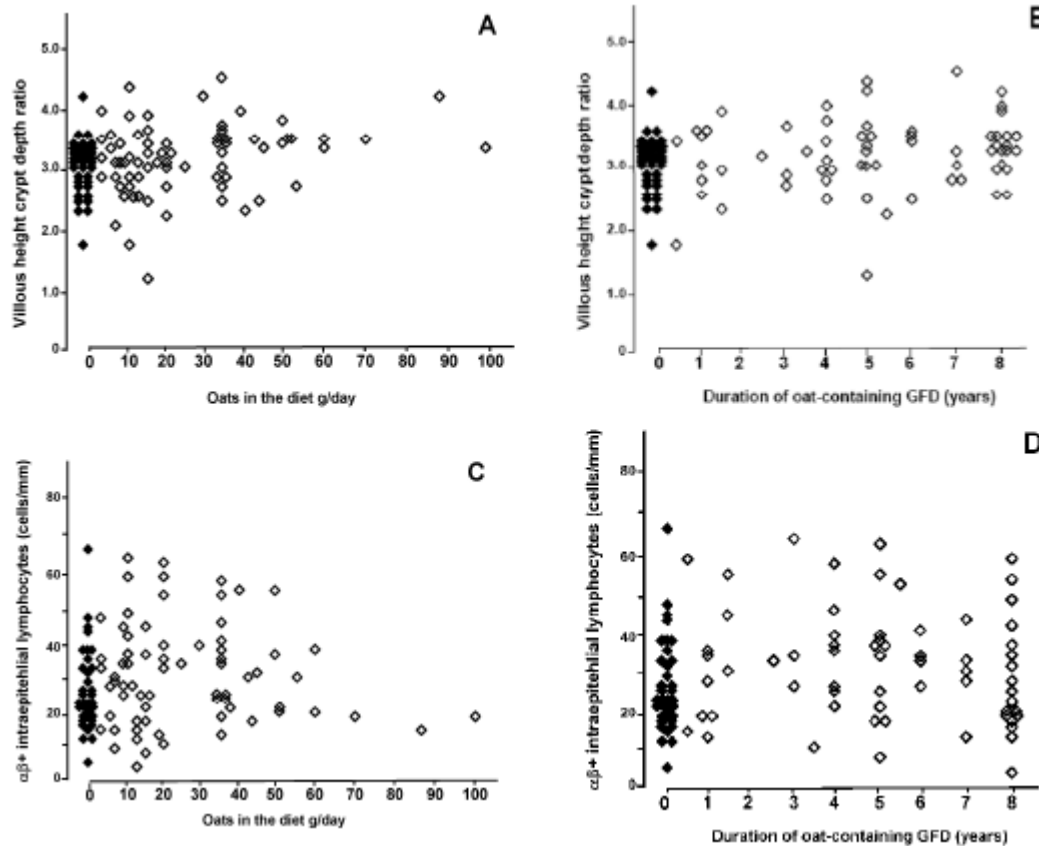 A
Villous height crypt depth ratio
5.0
4.0
3.0
2.0
1.0
0
0 10 20 30 40 50 60 70 80 90 100
Oats in the diet g/day
B
Villous height crypt depth ratio
5.0
4.0
3.0
2.0
1.0
0
0 1 2 3 4 5 6 7 8
Duration of oat-containing GFD (years)
C
αβ+ intraepitehlial lymphocytes (cells/mm)
80
60
40
20
0
0 10 20 30 40 50 60 70 80 90 100
Oats in the diet g/day
D
αβ+ intraepitehlial lymphocytes (cells/mm)
80
60
40
20
0
0 1 2 3 4 5 6 7 8
Duration of oat-containing GFD (years)